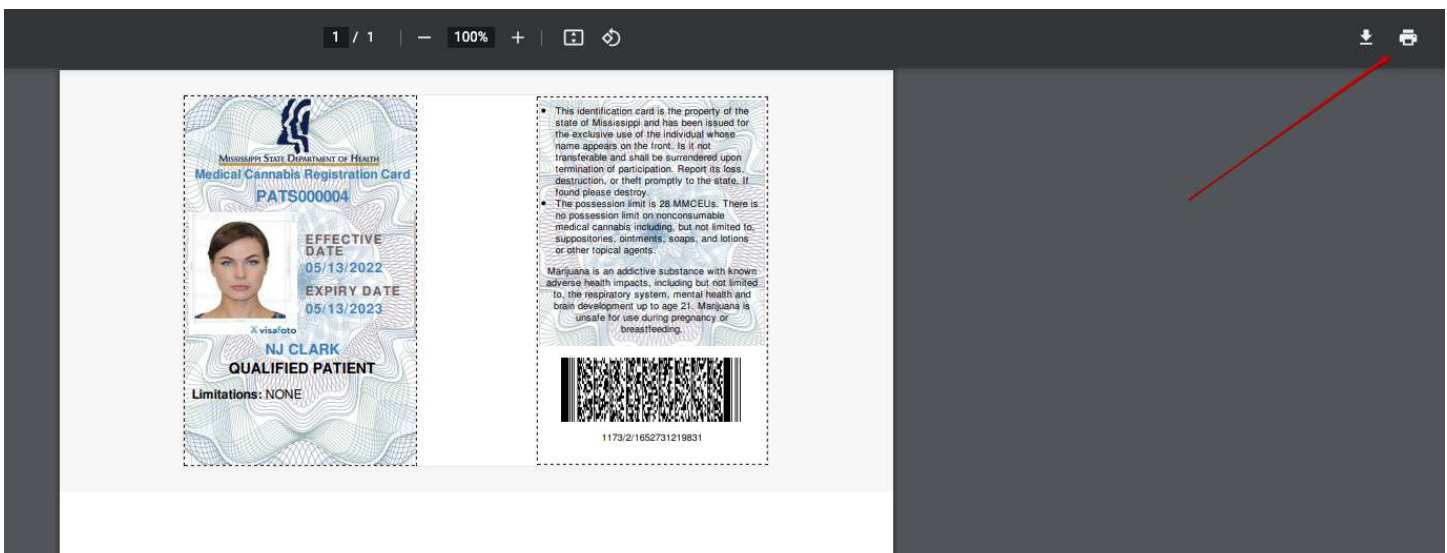 1 / 1 | − 100% + |
MISSISSIPPI STATE DEPARTMENT OF HEALTH
Medical Cannabis Registration Card
PATS000004
EFFECTIVE
DATE
05/13/2022
EXPIRY DATE
05/13/2023
visafoto
NJ CLARK
QUALIFIED PATIENT
Limitations: NONE
• This identification card is the property of the
state of Mississippi and has been issued for
the exclusive use of the individual whose
name appears on the front. Is it not
transferable and shall be surrendered upon
termination of participation. Report its loss,
destruction, or theft promptly to the state. If
found please destroy.
• The possession limit is 28 MMCEUs. There is
no possession limit on nonconsumable
medical cannabis including, but not limited to,
suppositories, ointments, soaps, and lotions
or other topical agents.
Marijuana is an addictive substance with known
adverse health impacts, including but not limited
to, the respiratory system, mental health and
brain development up to age 21. Marijuana is
unsafe for use during pregnancy or
breastfeeding.
1173/2/1652731219831